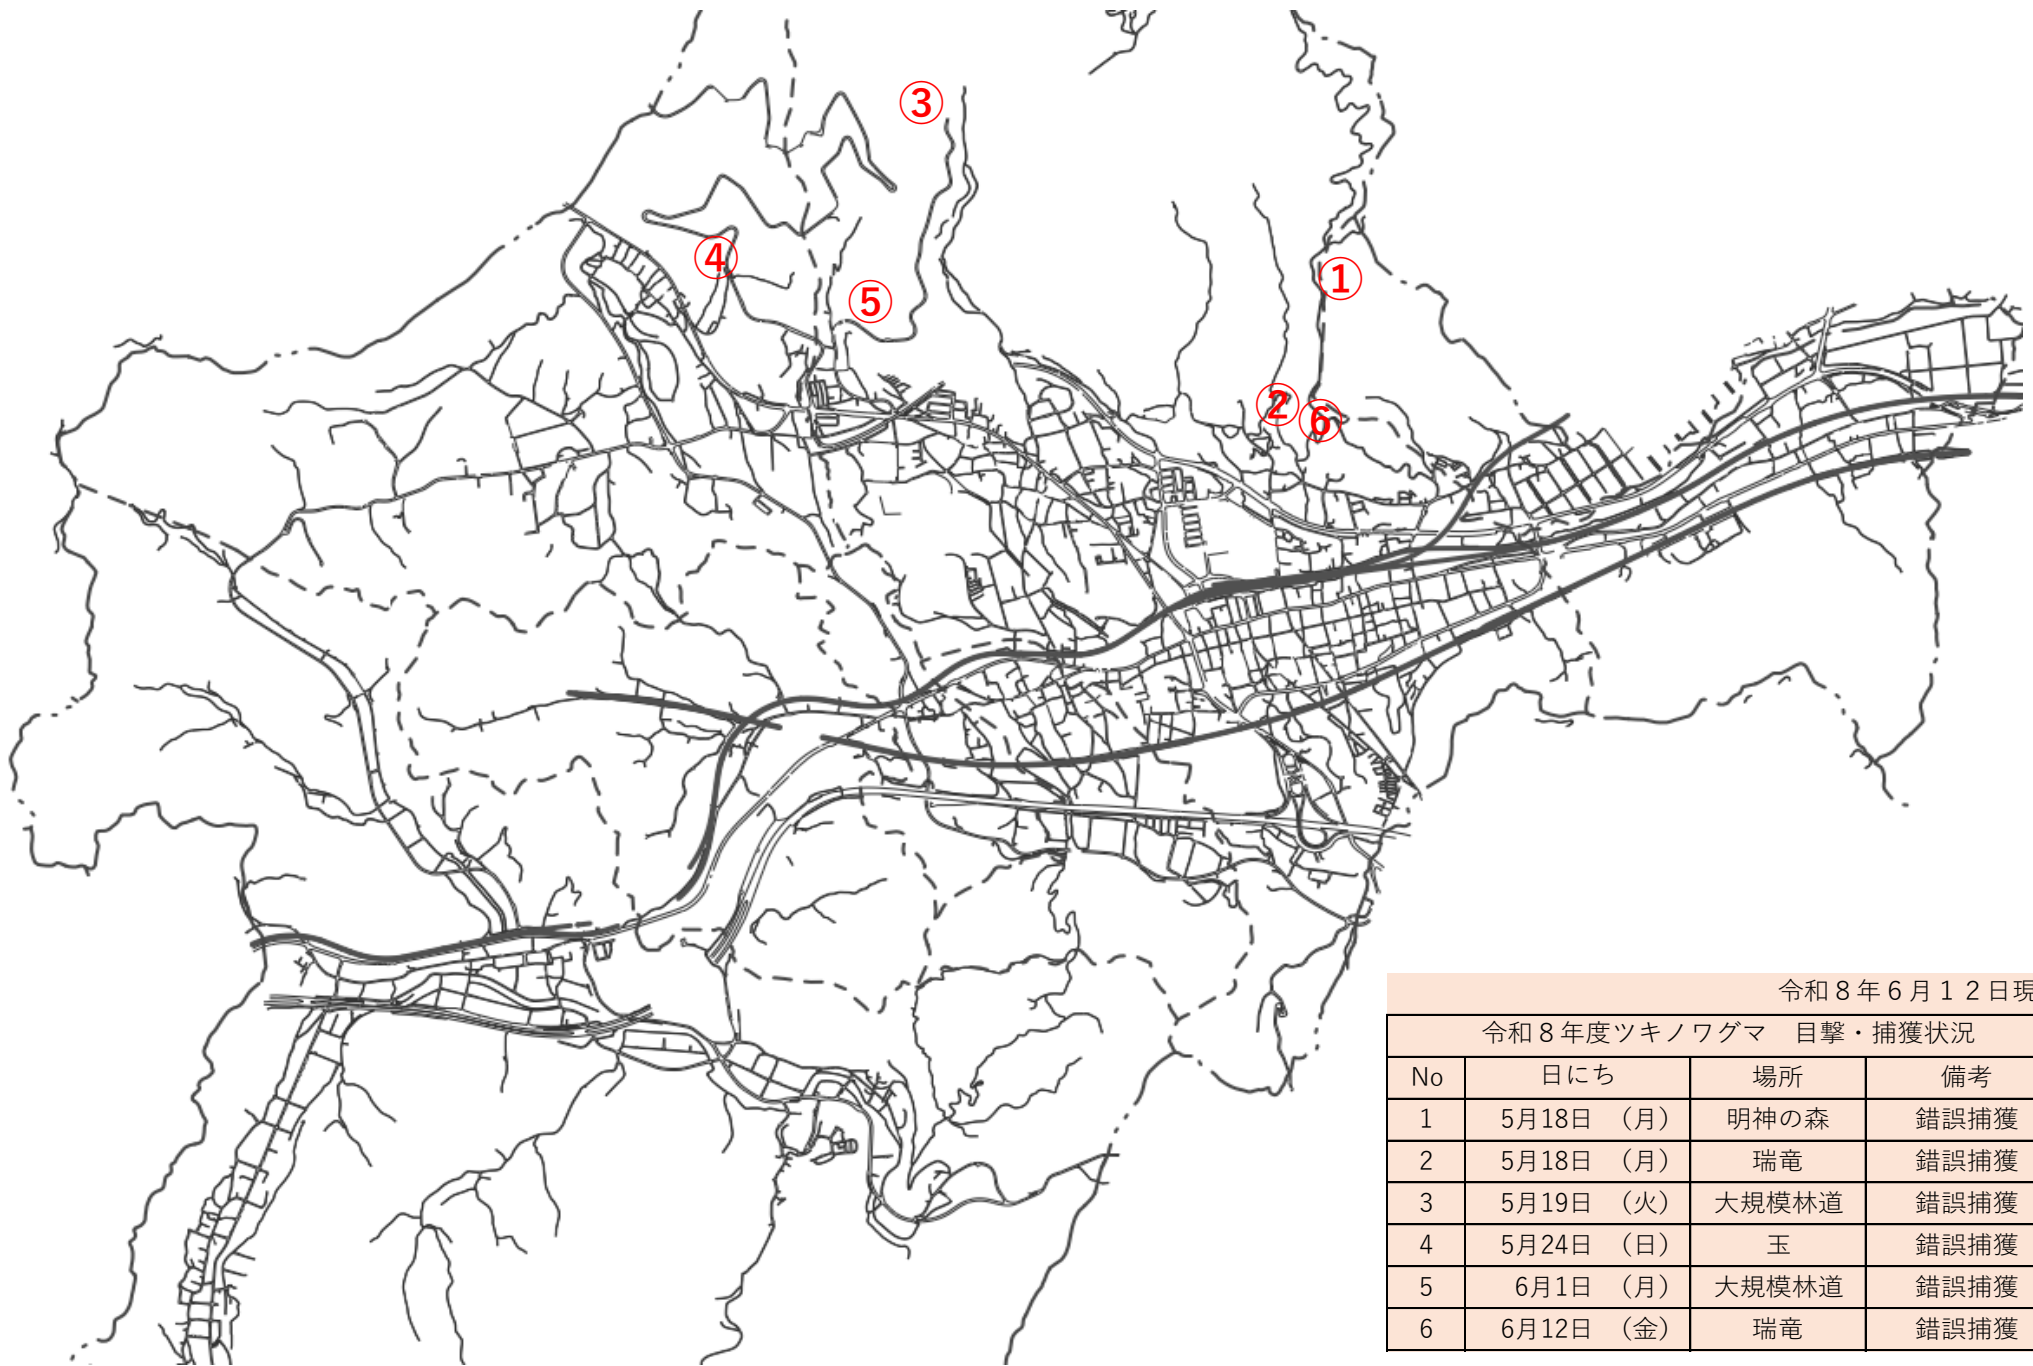 ③
④
①
⑤
②
⑥
令和８年６月１２日現
令和８年度ツキノワグマ　目撃・捕獲状況
No 日にち 場所 備考
1 5月18日 （月） 明神の森 錯誤捕獲
2 5月18日 （月） 瑞竜 錯誤捕獲
3 5月19日 （火） 大規模林道 錯誤捕獲
4 5月24日 （日） 玉 錯誤捕獲
5 6月1日 （月） 大規模林道 錯誤捕獲
6 6月12日 （金） 瑞竜 錯誤捕獲